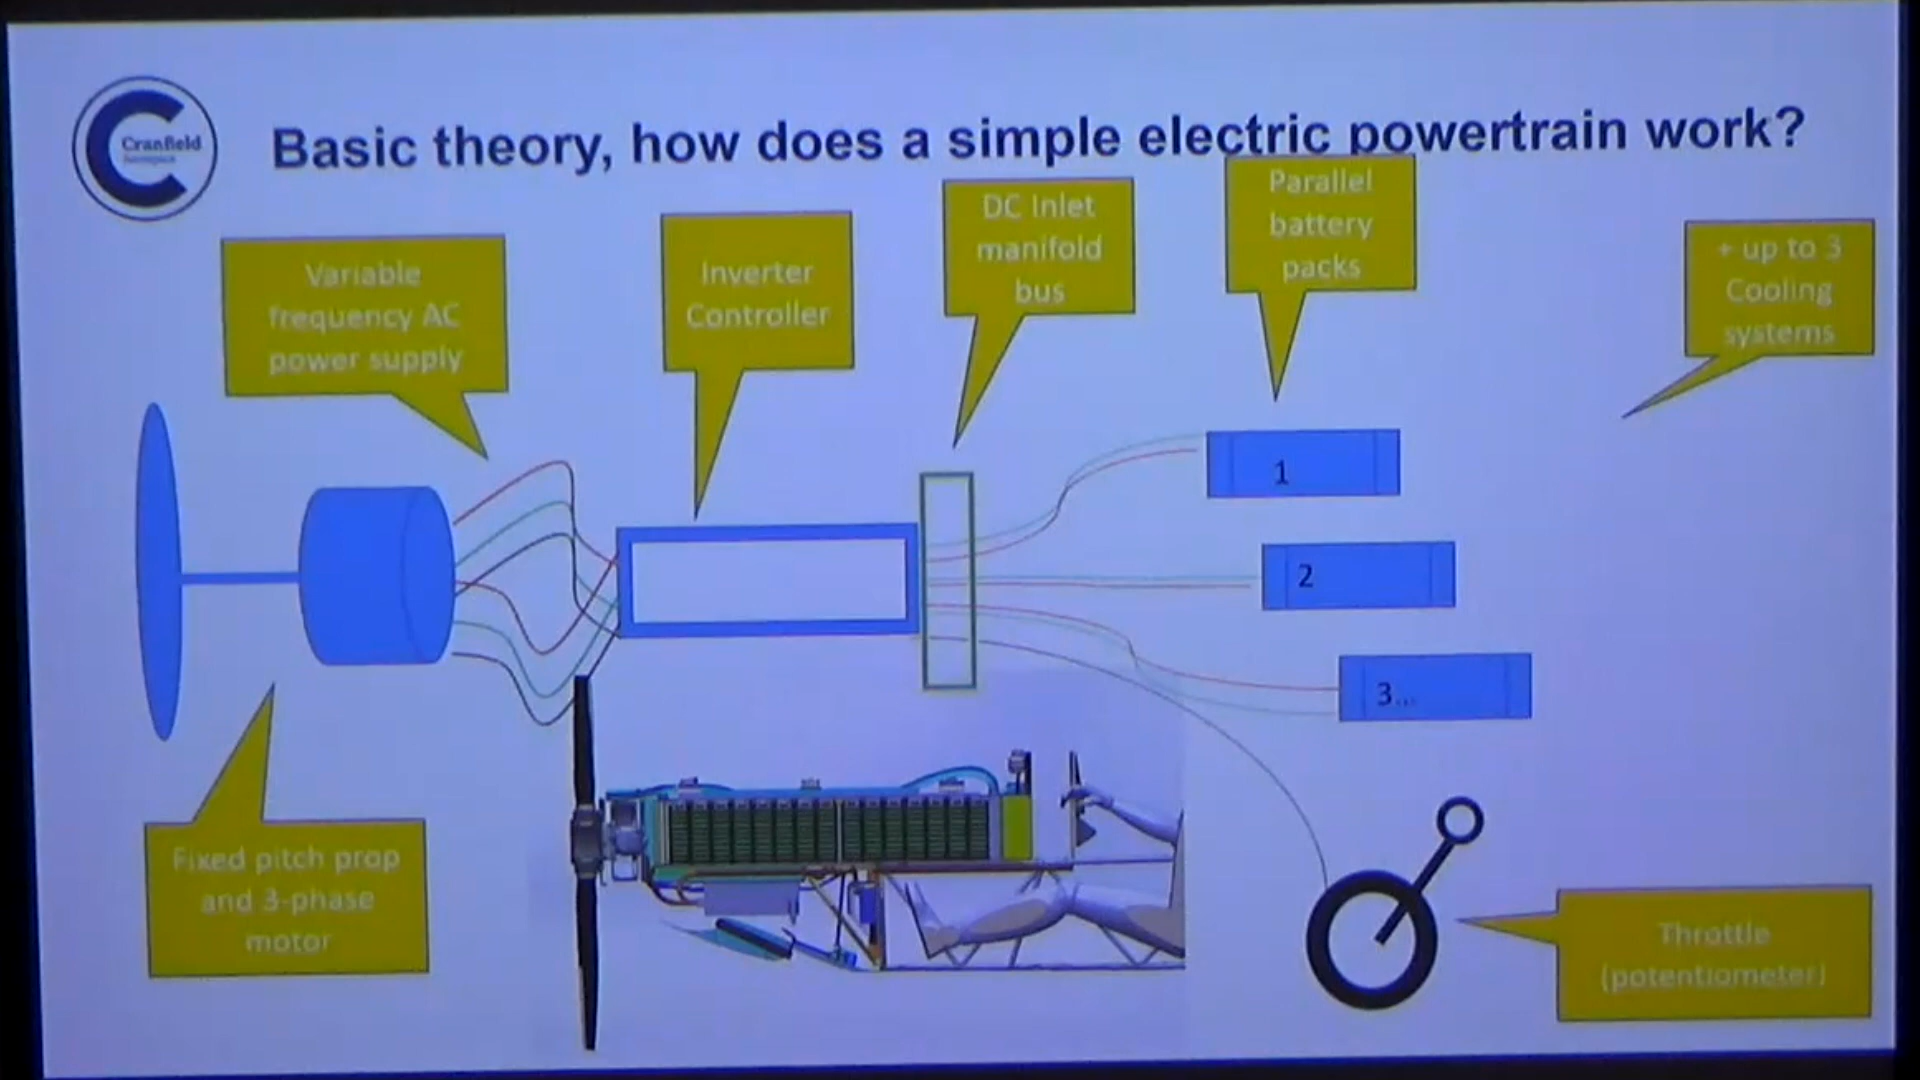 Cranfield
Aerospace
Basic theory, how does a simple electric powertrain work?
Variable
frequency AC
power supply
Inverter
Controller
DC Inlet
manifold
bus
Parallel
battery
packs
+ up to 3
Cooling
systems
1
2
3...
Fixed pitch prop
and 3-phase
motor
Throttle
(potentiometer)